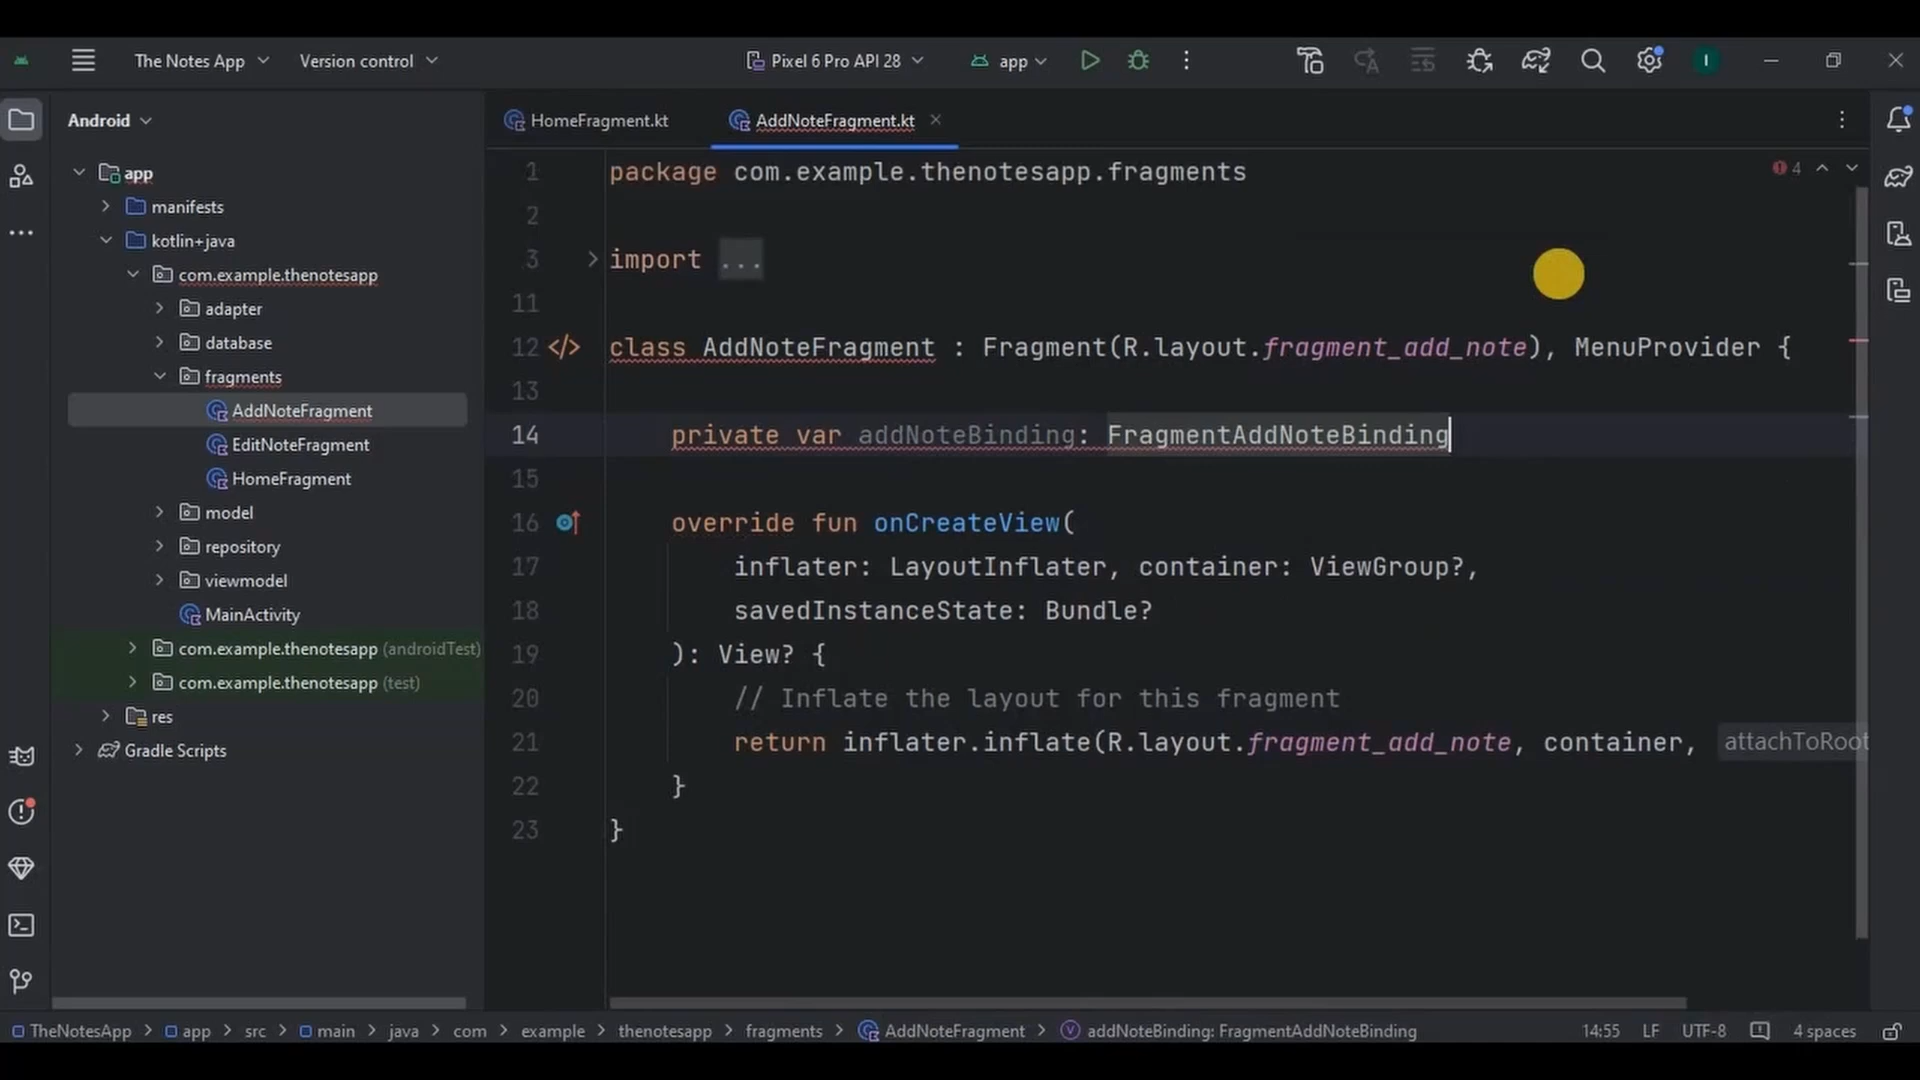 The Notes App
Version control
Pixel 6 Pro API 28
app
I
Android
app
manifests
kotlin+java
com.example.thenotesapp
adapter
database
fragments
AddNoteFragment
EditNoteFragment
HomeFragment
model
repository
viewmodel
MainActivity
com.example.thenotesapp (androidTest)
com.example.thenotesapp (test)
res
Gradle Scripts
HomeFragment.kt
AddNoteFragment.kt
4
1 package com.example.thenotesapp.fragments
2
3 import ...
11
12 </> class AddNoteFragment : Fragment(R.layout.fragment_add_note), MenuProvider {
13
14 private var addNoteBinding: FragmentAddNoteBinding
15
16 override fun onCreateView(
17 inflater: LayoutInflater, container: ViewGroup?,
18 savedInstanceState: Bundle?
19 ): View? {
20 // Inflate the layout for this fragment
21 return inflater.inflate(R.layout.fragment_add_note, container, attachToRoot
22 }
23 }
TheNotesApp > app > src > main > java > com > example > thenotesapp > fragments > AddNoteFragment > addNoteBinding: FragmentAddNoteBinding
14:55 LF UTF-8 4 spaces